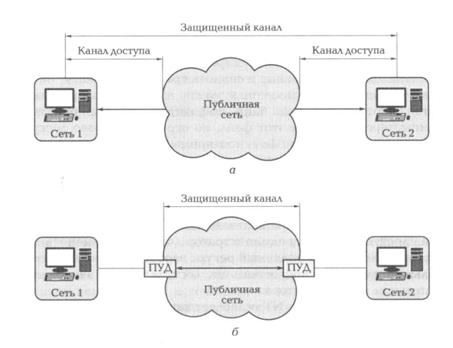 Защищенный канал
Канал доступа
Канал доступа
Публичная
сеть
Сеть 1
Сеть 2
а
Защищенный канал
ПУД
ПУД
Публичная
сеть
Сеть 1
Сеть 2
б